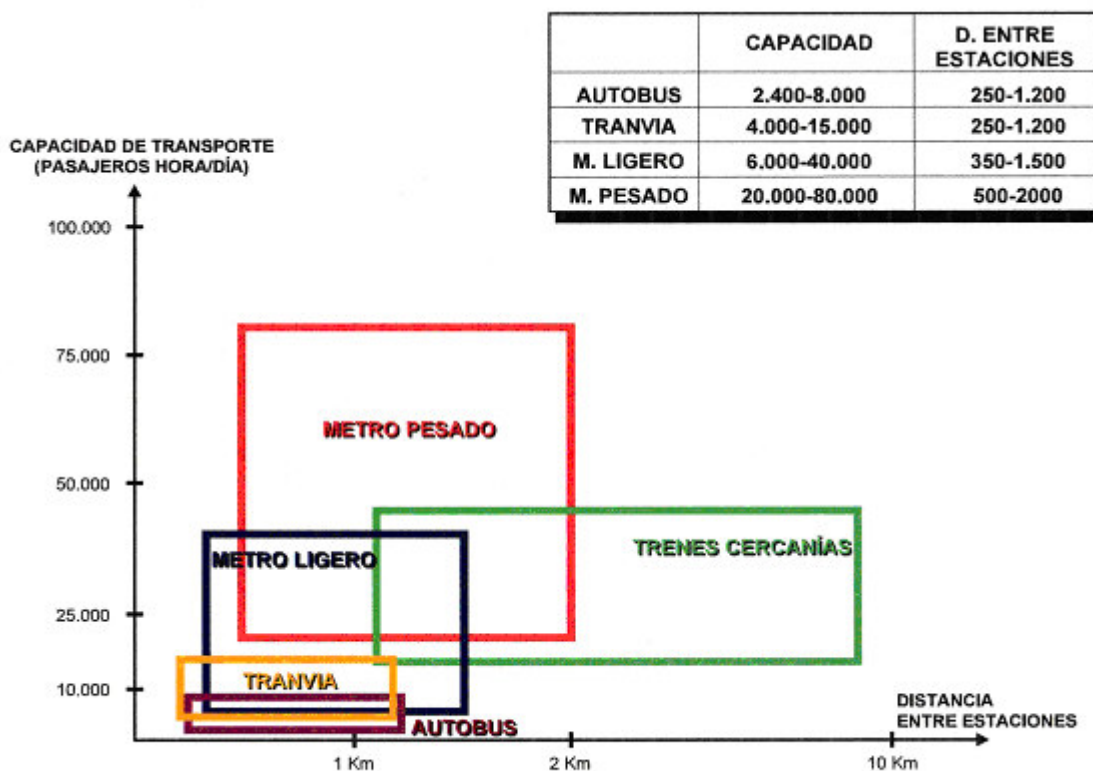 CAPACIDAD
D. ENTRE
ESTACIONES
AUTOBUS 2.400-8.000 250-1.200
TRANVIA 4.000-15.000 250-1.200
M. LIGERO 6.000-40.000 350-1.500
M. PESADO 20.000-80.000 500-2000
CAPACIDAD DE TRANSPORTE
(PASAJEROS HORA/DÍA)
100.000
75.000
50.000
25.000
10.000
METRO PESADO
TRENES CERCANÍAS
METRO LIGERO
TRANVIA
AUTOBUS
DISTANCIA
ENTRE ESTACIONES
1 Km 2 Km 10 Km